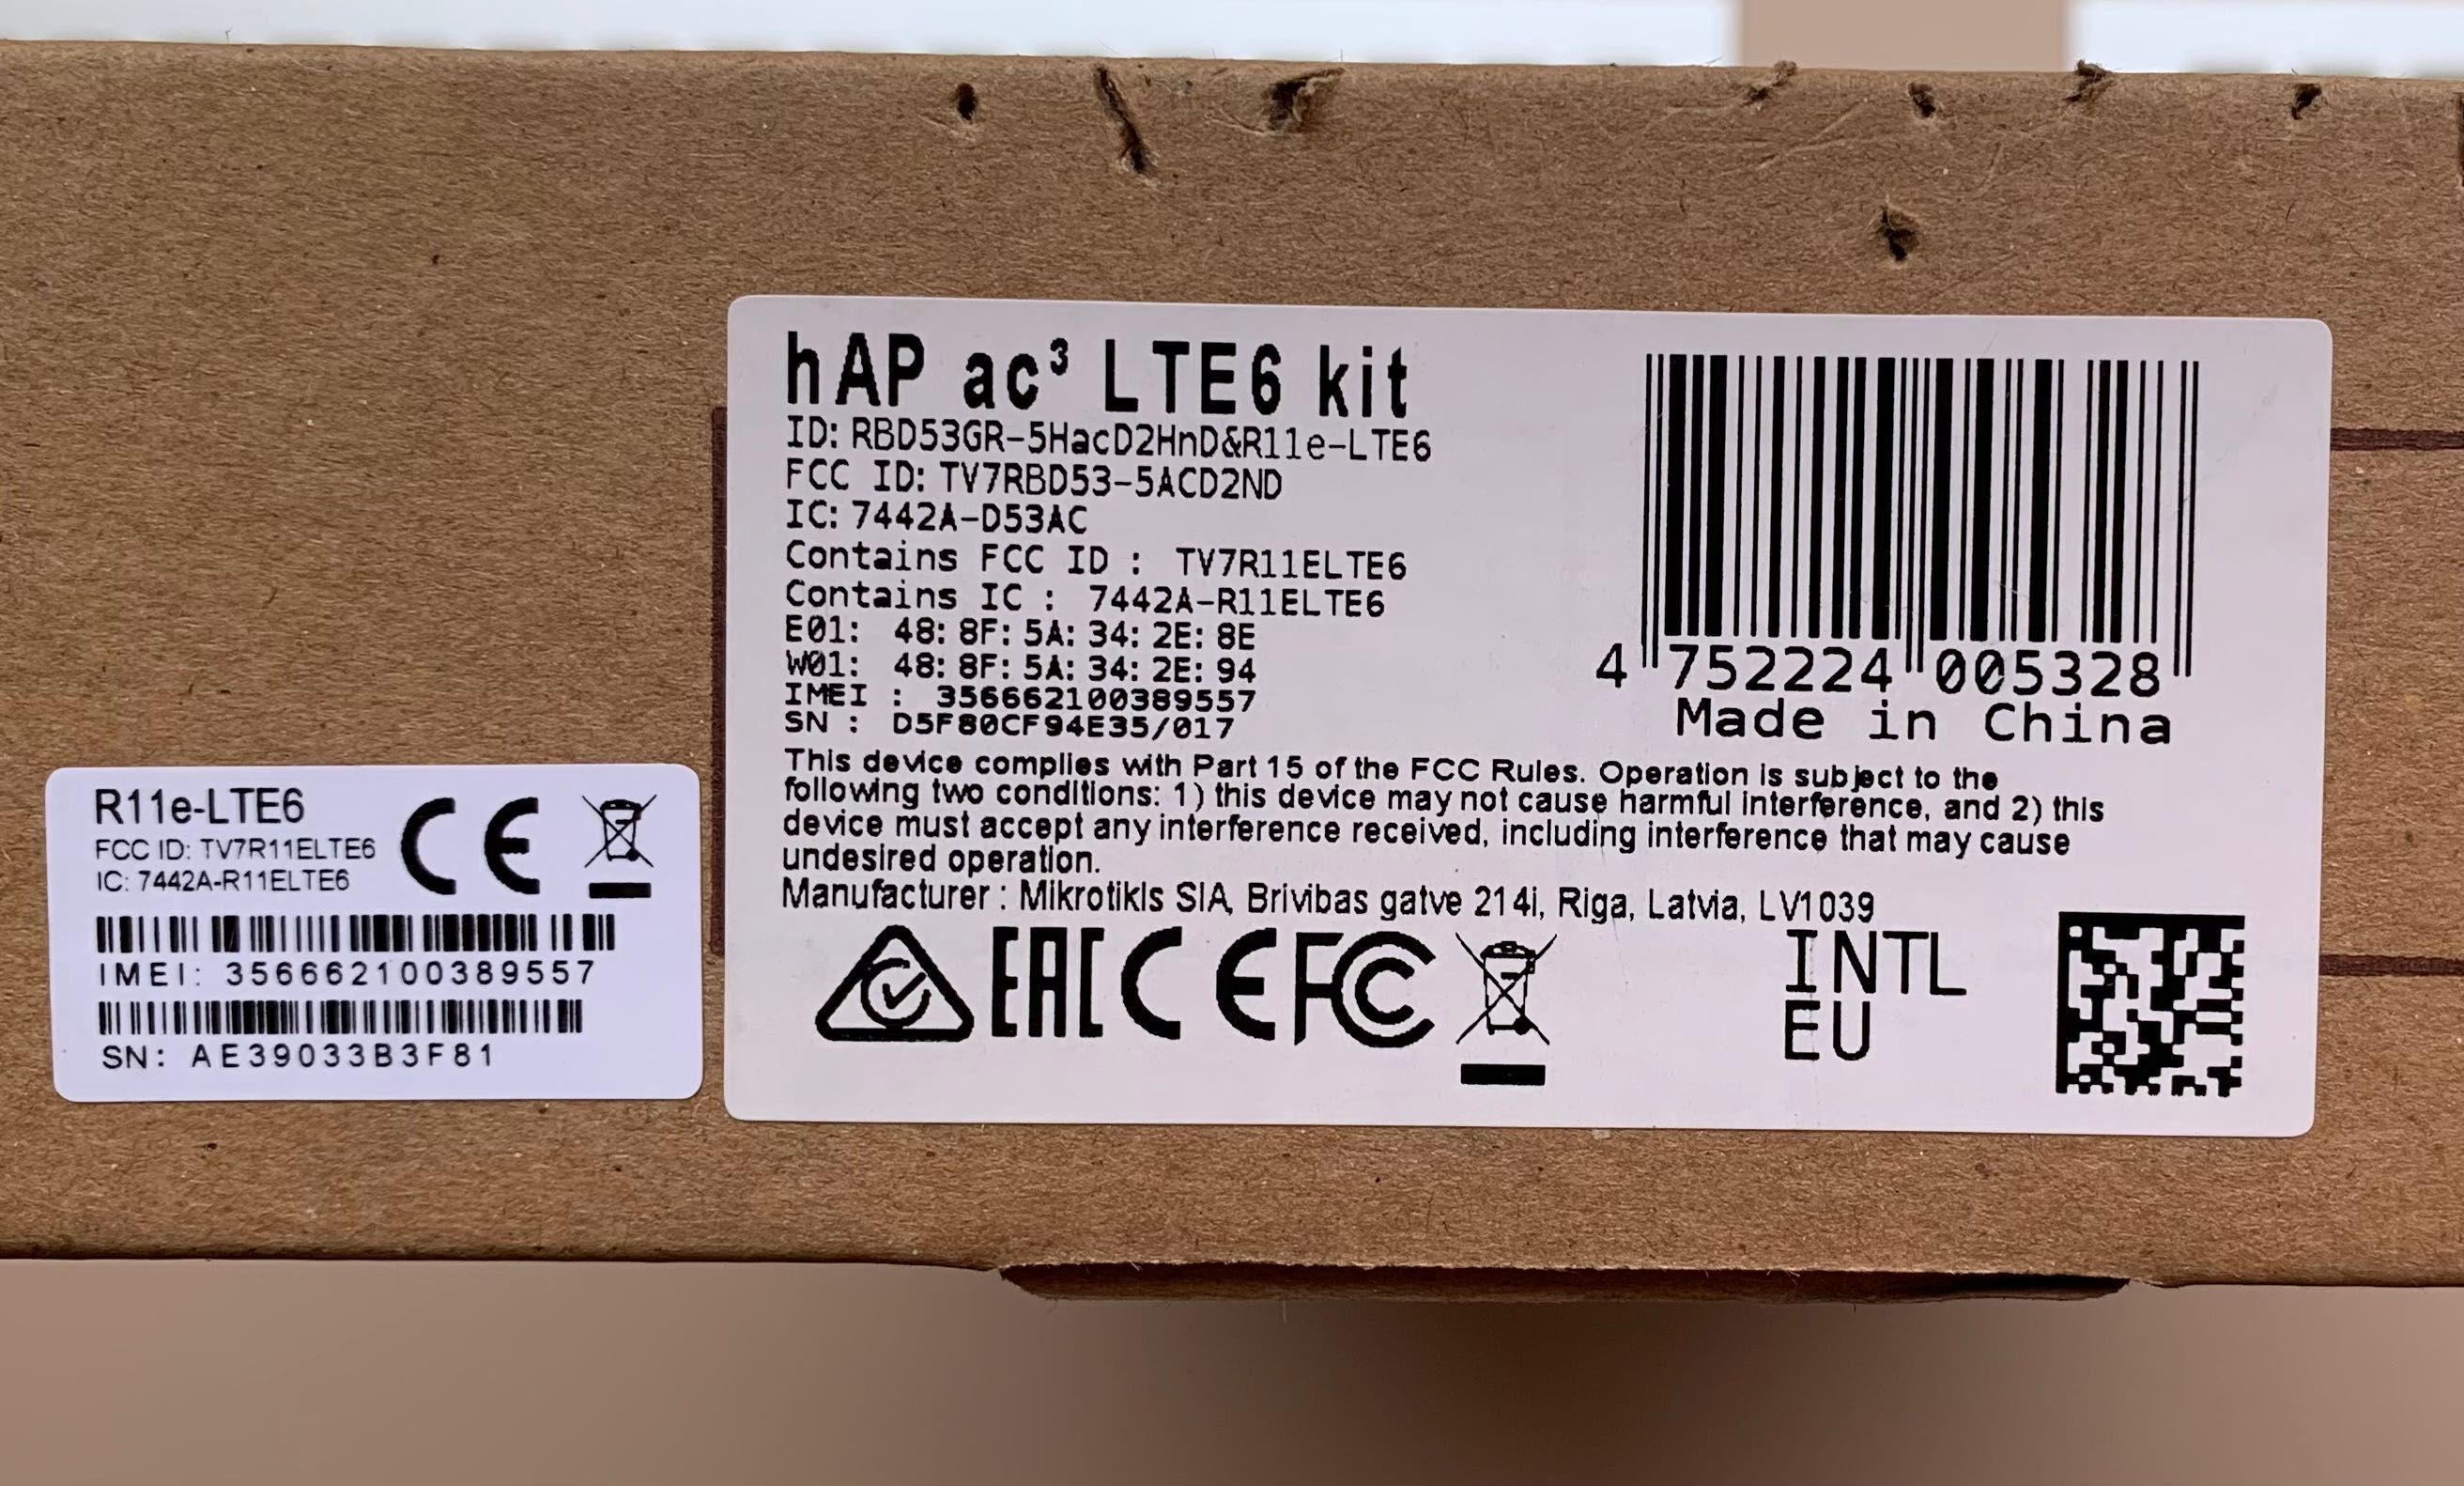 hAP ac³ LTE6 kit
ID: RBD53GR-5HacD2HnD&R11e-LTE6
FCC ID: TV7RBD53-5ACD2ND
IC: 7442A-D53AC
Contains FCC ID : TV7R11ELTE6
Contains IC : 7442A-R11ELTE6
E01: 48: 8F: 5A: 34: 2E: 8E
W01: 48: 8F: 5A: 34: 2E: 94
IMEI : 356662100389557
SN : D5F80CF94E35/017
4 752224 005328
Made in China
This device complies with Part 15 of the FCC Rules. Operation is subject to the
following two conditions: 1) this device may not cause harmful interference, and 2) this
device must accept any interference received, including interference that may cause
undesired operation.
Manufacturer : Mikrotikls SIA, Brivibas gatve 214i, Riga, Latvia, LV1039
EAC CE FC
INTL
EU
R11e-LTE6
CE
FCC ID: TV7R11ELTE6
IC: 7442A-R11ELTE6
IMEI: 356662100389557
SN: AE39033B3F81